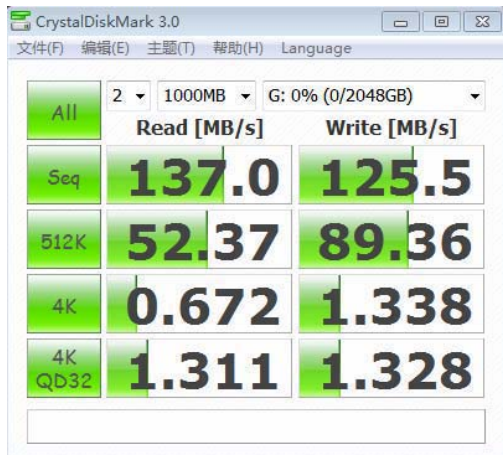 CrystalDiskMark 3.0
文件(F) 编辑(E) 主题(T) 帮助(H) Language
All 2 1000MB G: 0% (0/2048GB)
Read [MB/s] Write [MB/s]
Seq 137.0 125.5
512K 52.37 89.36
4K 0.672 1.338
4K QD32 1.311 1.328